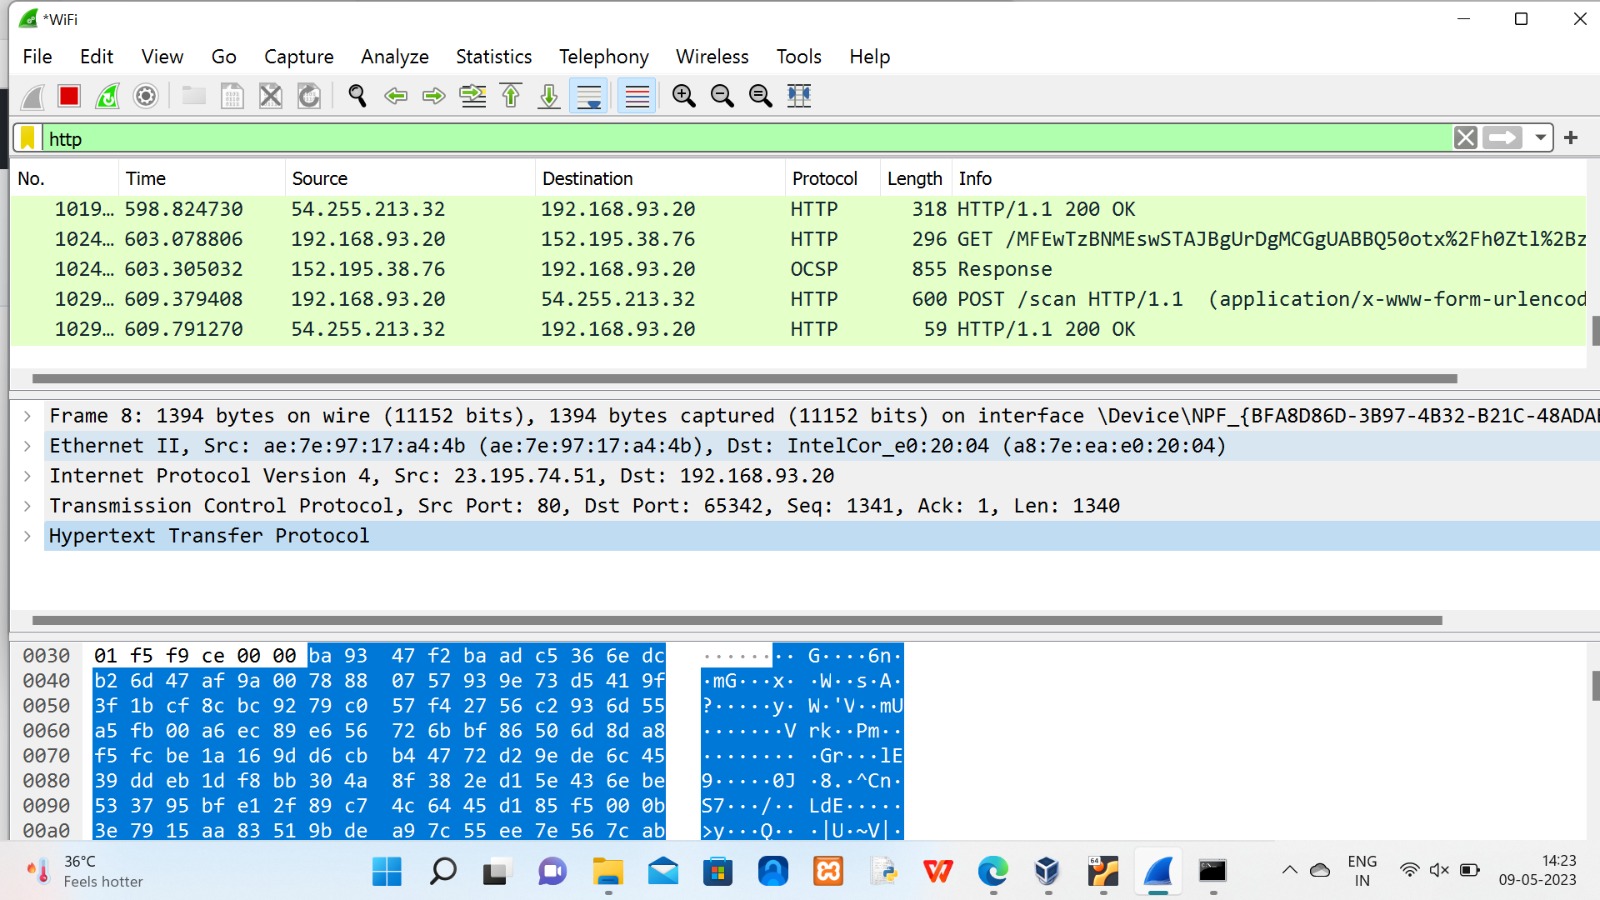 *WiFi
File Edit View Go Capture Analyze Statistics Telephony Wireless Tools Help
http
No. Time Source Destination Protocol Length Info
1019… 598.824730 54.255.213.32 192.168.93.20 HTTP 318 HTTP/1.1 200 OK
1024… 603.078806 192.168.93.20 152.195.38.76 HTTP 296 GET /MFEwTzBNMEswSTAJBgUrDgMCGgUABBQ50otx%2Fh0Ztl%2Bz
1024… 603.305032 152.195.38.76 192.168.93.20 OCSP 855 Response
1029… 609.379408 192.168.93.20 54.255.213.32 HTTP 600 POST /scan HTTP/1.1 (application/x-www-form-urlencod
1029… 609.791270 54.255.213.32 192.168.93.20 HTTP 59 HTTP/1.1 200 OK
Frame 8: 1394 bytes on wire (11152 bits), 1394 bytes captured (11152 bits) on interface \Device\NPF_{BFA8D86D-3B97-4B32-B21C-48ADAE
Ethernet II, Src: ae:7e:97:17:a4:4b (ae:7e:97:17:a4:4b), Dst: IntelCor_e0:20:04 (a8:7e:ea:e0:20:04)
Internet Protocol Version 4, Src: 23.195.74.51, Dst: 192.168.93.20
Transmission Control Protocol, Src Port: 80, Dst Port: 65342, Seq: 1341, Ack: 1, Len: 1340
Hypertext Transfer Protocol
0030 01 f5 f9 ce 00 00 ba 93 47 f2 ba ad c5 36 6e dc ········ G····6n·
0040 b2 6d 47 af 9a 00 78 88 07 57 93 9e 73 d5 41 9f ·mG···x· ·W··s·A·
0050 3f 1b cf 8c bc 92 79 c0 57 f4 27 56 c2 93 6d 55 ?·····y· W·'V··mU
0060 a5 fb 00 a6 ec 89 e6 56 72 6b bf 86 50 6d 8d a8 ·······V rk··Pm··
0070 f5 fc be 1a 16 9d d6 cb b4 47 72 d2 9e de 6c 45 ········ ·Gr···lE
0080 39 dd eb 1d f8 bb 30 4a 8f 38 2e d1 5e 43 6e be 9·····0J ·8.·^Cn·
0090 53 37 95 bf e1 2f 89 c7 4c 64 45 d1 85 f5 00 0b S7···/·· LdE·····
00a0 3e 79 15 aa 83 51 9b de a9 7c 55 ee 7e 56 7c ab >y···Q·· ·|U·~V|·
36°C
Feels hotter
64
ENG
IN
14:23
09-05-2023